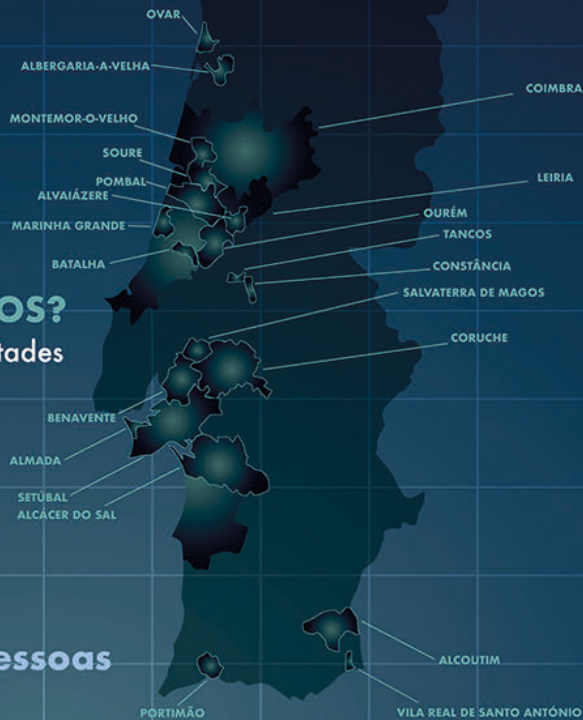 OVAR
ALBERGARIA-A-VELHA
COIMBRA
MONTEMOR-O-VELHO
SOURE
POMBAL
LEIRIA
ALVAIÁZERE
OURÉM
MARINHA GRANDE
TANCOS
BATALHA
CONSTÂNCIA
SALVATERRA DE MAGOS
OS?
CORUCHE
tades
BENAVENTE
ALMADA
SETÚBAL
ALCÁCER DO SAL
essoas
ALCOUTIM
PORTIMÃO
VILA REAL DE SANTO ANTÓNIO